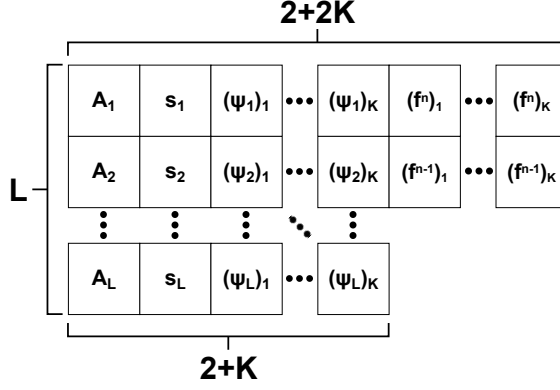 2+2K
A₁ s₁ (ψ₁)₁ ••• (ψ₁)K (fⁿ)₁ ••• (fⁿ)K
L A₂ s₂ (ψ₂)₁ ••• (ψ₂)K (fⁿ⁻¹)₁ ••• (fⁿ⁻¹)K
A_L s_L (ψ_L)₁ ••• (ψ_L)K
2+K